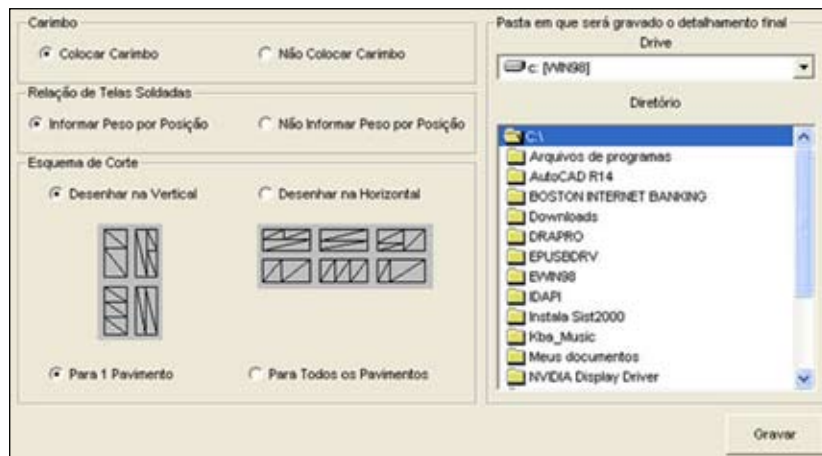 Carimbo
Colocar Carimbo
Não Colocar Carimbo
Relação de Telas Soldadas
Informar Peso por Posição
Não Informar Peso por Posição
Esquema de Corte
Desenhar na Vertical
Desenhar na Horizontal
Para 1 Pavimento
Para Todos os Pavimentos
Pasta em que será gravado o detalhamento final
Drive
c: [WIN98]
Diretório
C:\
Arquivos de programas
AutoCAD R14
BOSTON INTERNET BANKING
Downloads
DRAPRO
EPUSBDRV
EWIN98
IDAPI
Instala Sist2000
Kba_Music
Meus documentos
NVIDIA Display Driver
Gravar